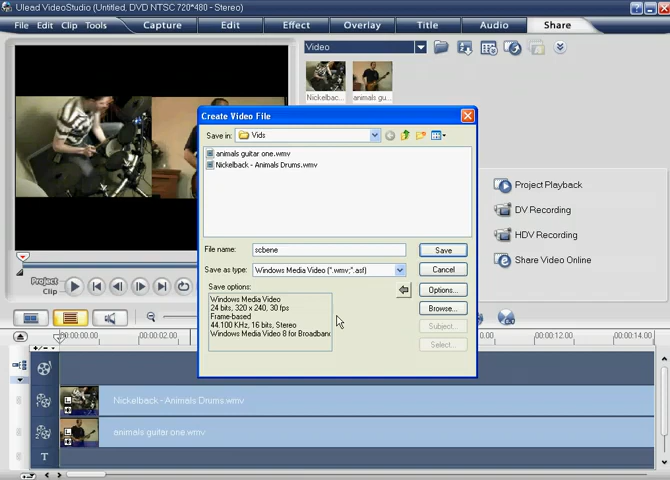 Ulead VideoStudio (Untitled, DVD NTSC 720*480 - Stereo)
File Edit Clip Tools Capture Edit Effect Overlay Title Audio Share
Video
Nickelback... animals gu...
Create Video File
Save in: Vids
animals guitar one.wmv
Nickelback - Animals Drums.wmv
File name: scbene Save
Save as type: Windows Media Video (*.wmv;*.asf) Cancel
Save options:
Windows Media Video
24 bits, 320 x 240, 30 fps
Frame-based
44.100 KHz, 16 bits, Stereo
Windows Media Video 8 for Broadban
Options...
Browse...
Subject...
Select...
Project Playback
DV Recording
HDV Recording
Share Video Online
Project
Clip
00:00:00.00 00:00:02.00 00:00:12.00 00:00:14.00
Nickelback - Animals Drums.wmv
animals guitar one.wmv
T